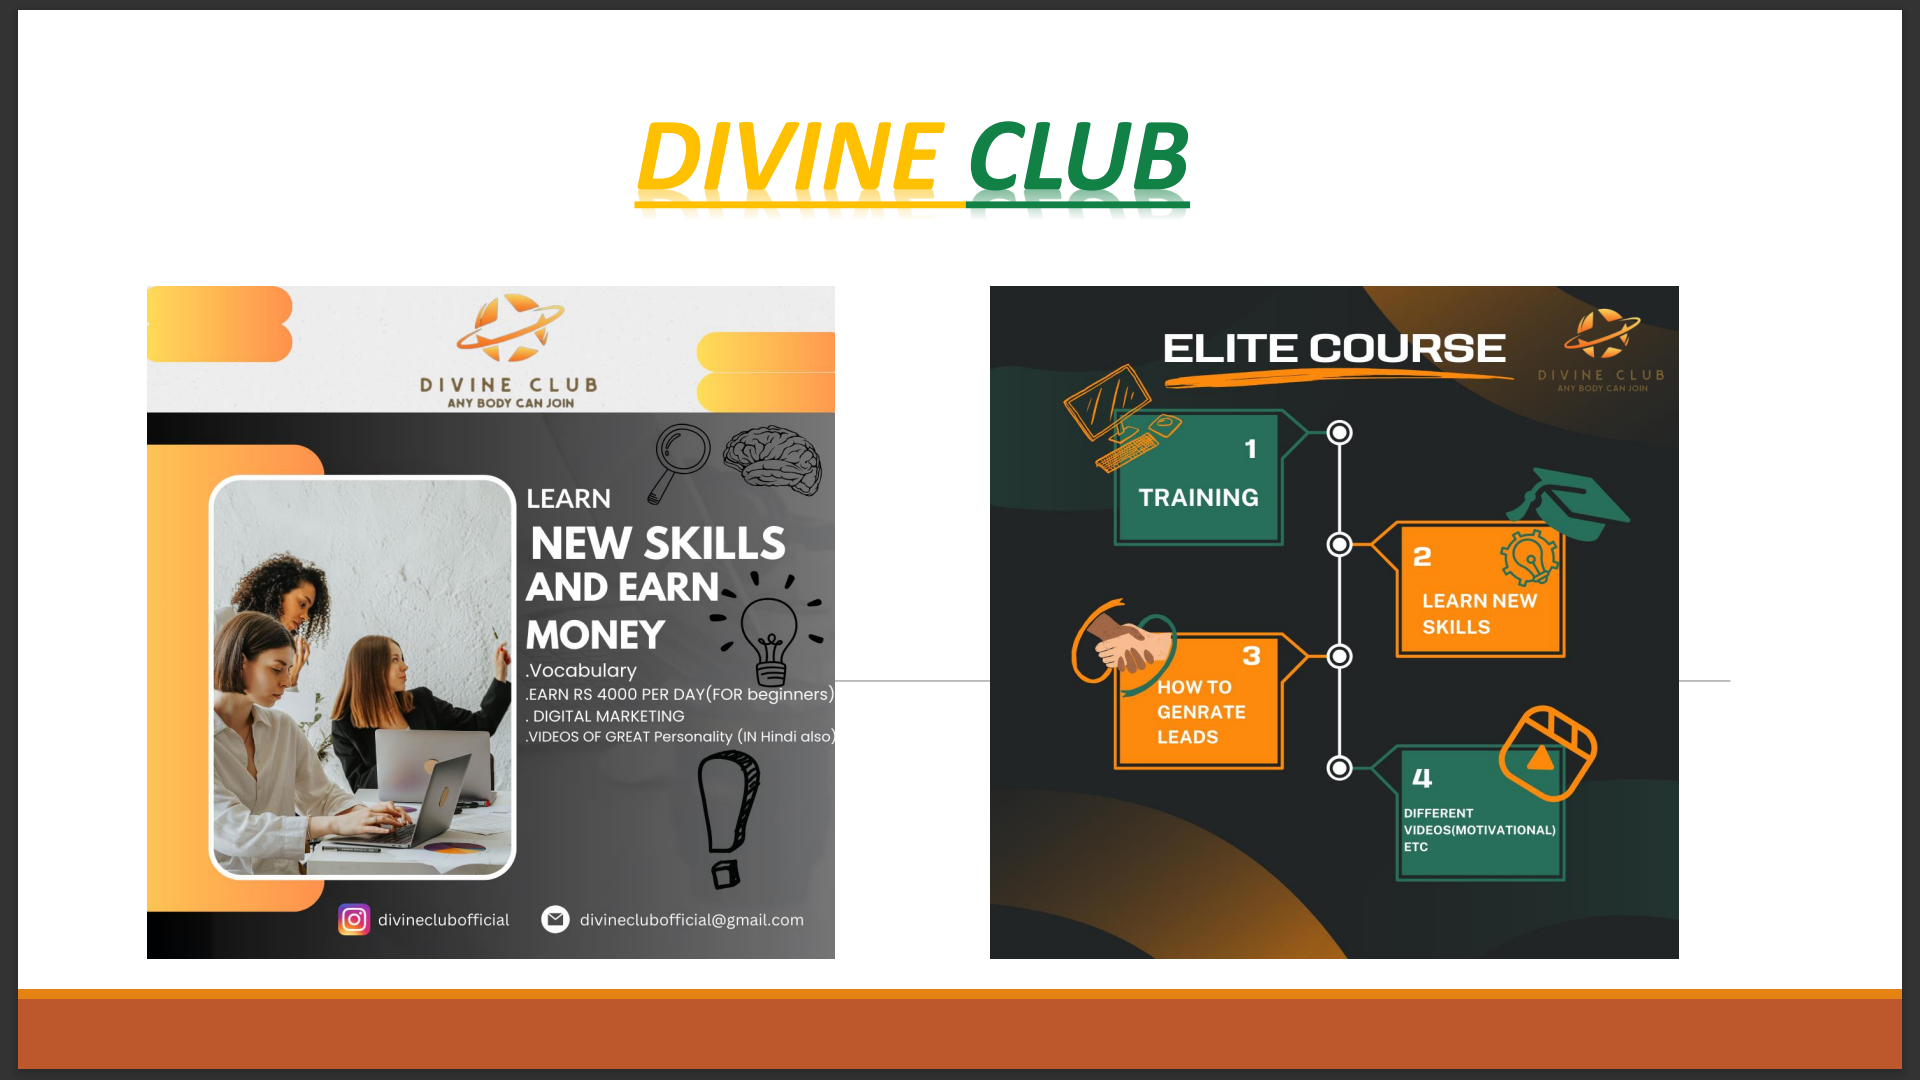 DIVINE CLUB
DIVINE CLUB
ANY BODY CAN JOIN
LEARN
NEW SKILLS
AND EARN
MONEY
.Vocabulary
.EARN RS 4000 PER DAY(FOR beginners)
. DIGITAL MARKETING
.VIDEOS OF GREAT Personality (IN Hindi also)
divineclubofficial
divineclubofficial@gmail.com
ELITE COURSE
DIVINE CLUB
ANY BODY CAN JOIN
1
TRAINING
2
LEARN NEW
SKILLS
3
HOW TO
GENRATE
LEADS
4
DIFFERENT
VIDEOS(MOTIVATIONAL)
ETC